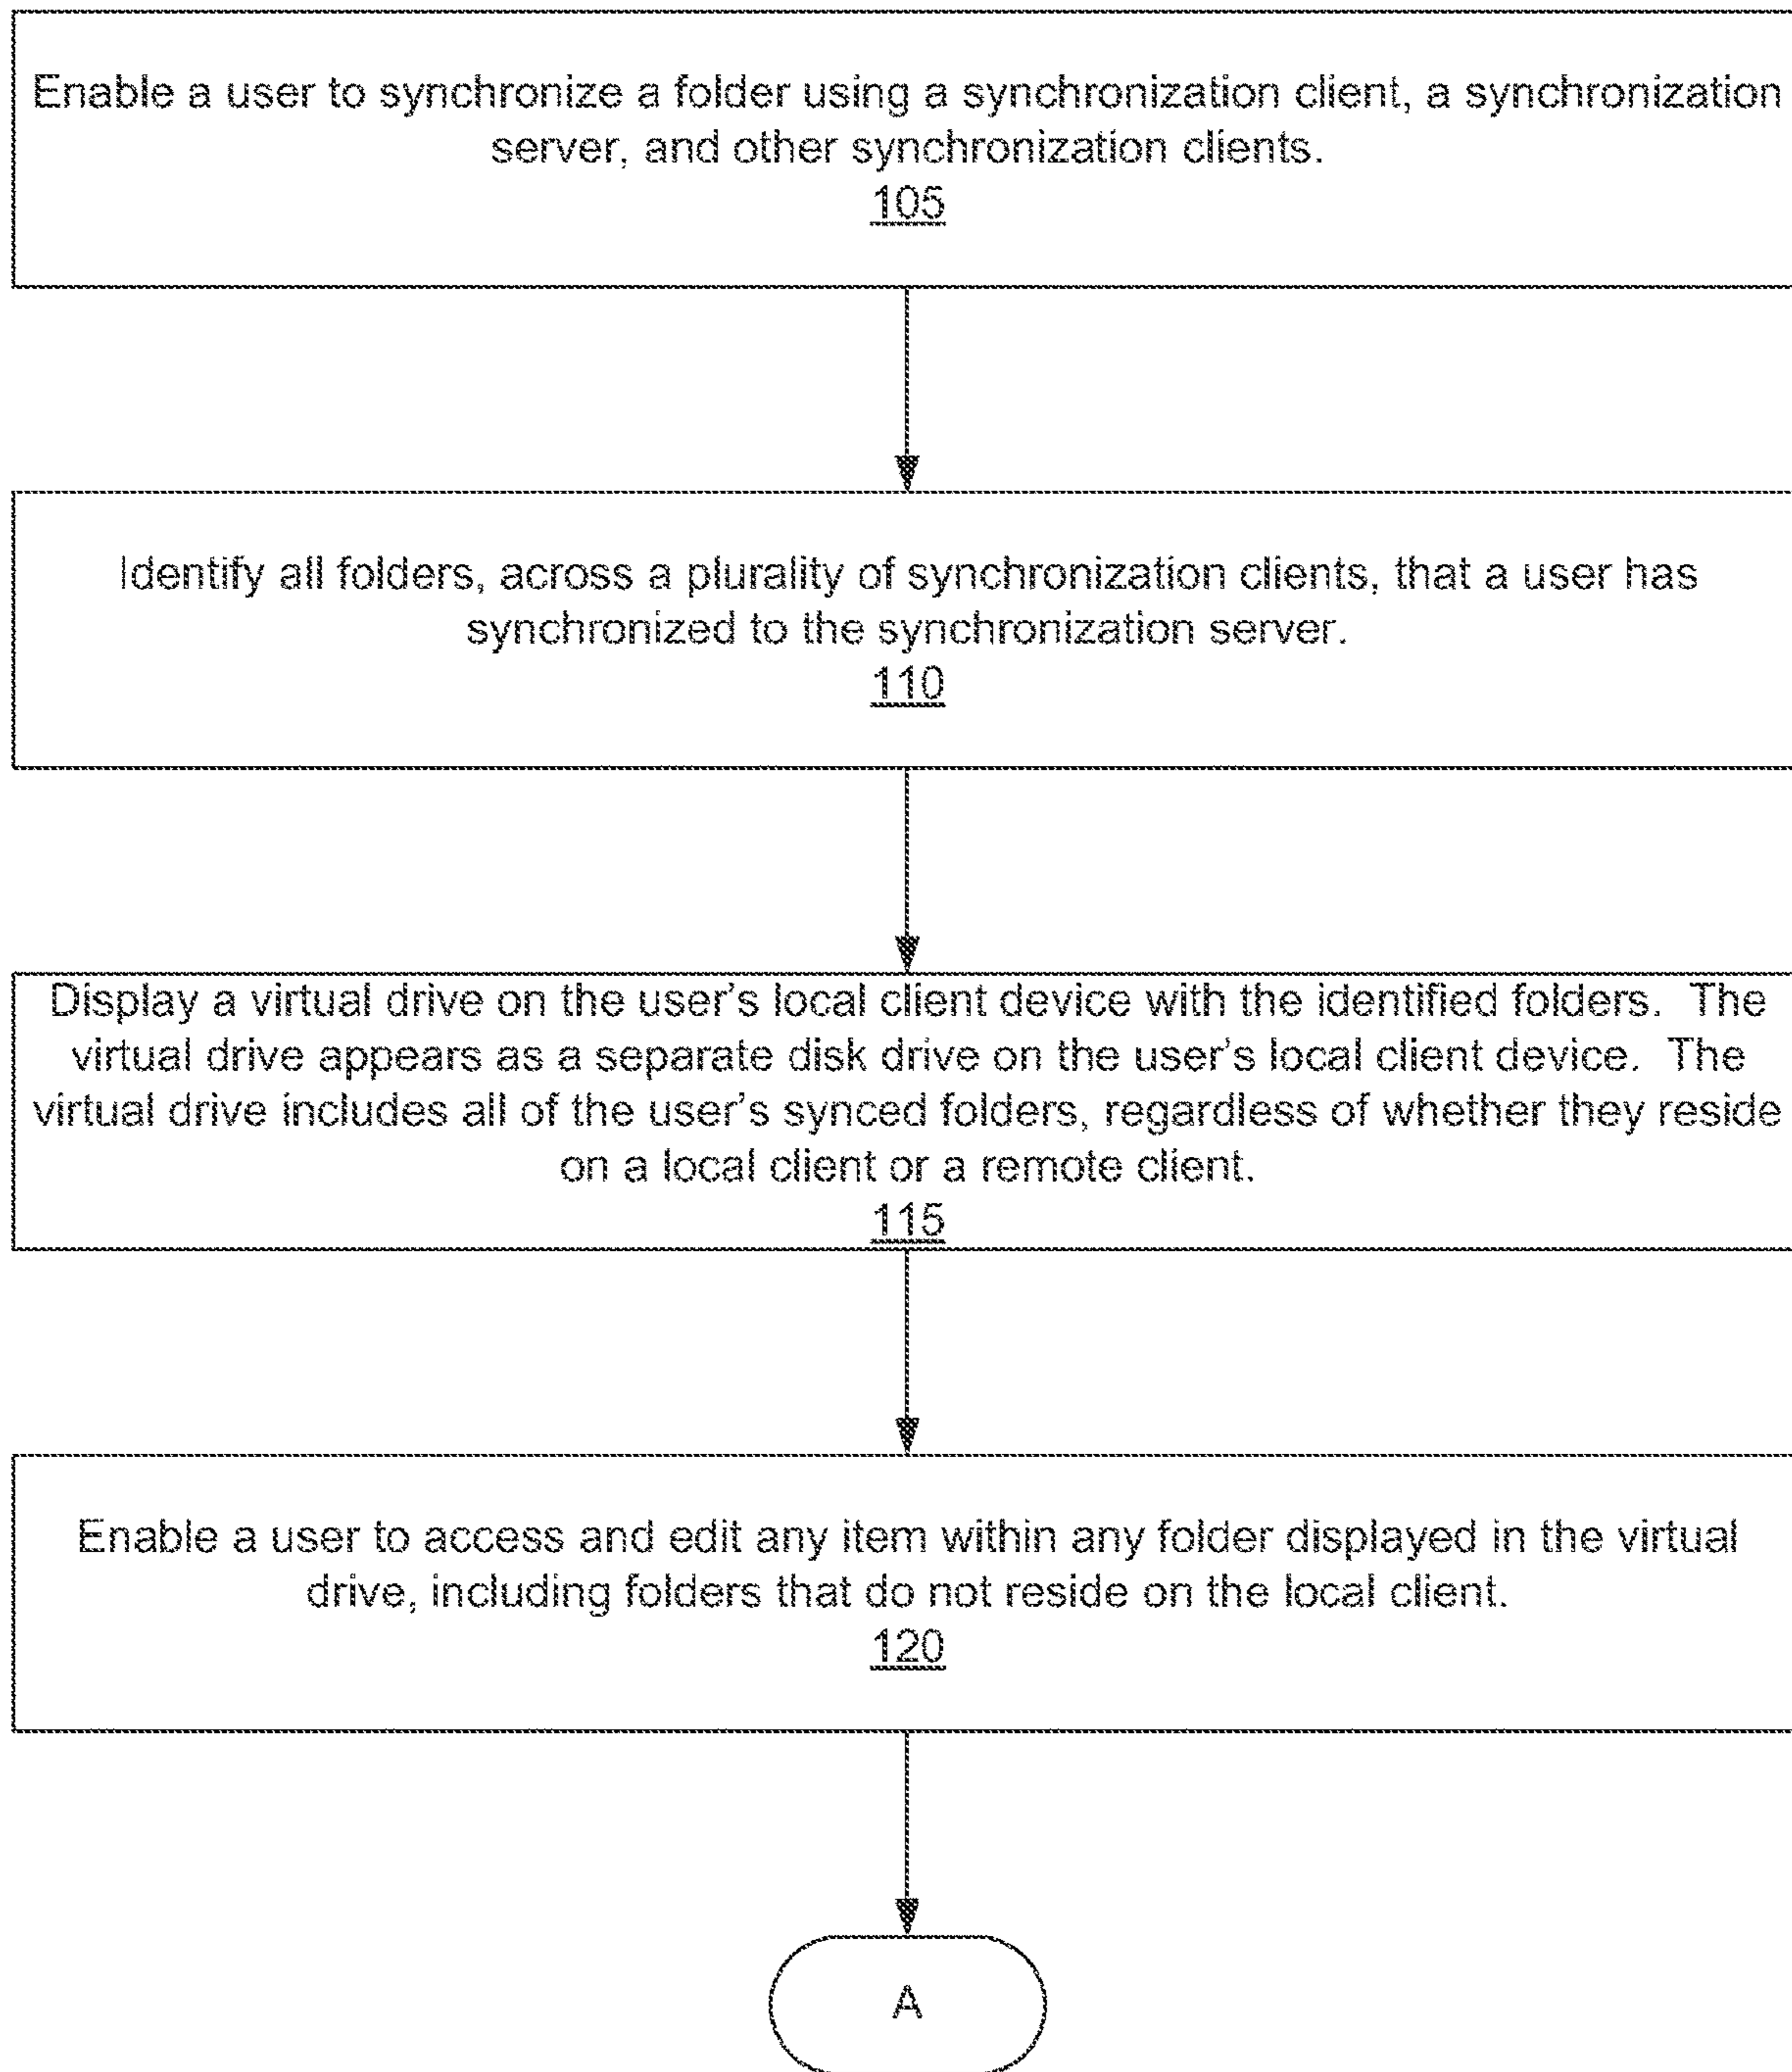 Enable a user to synchronize a folder using a synchronization client, a synchronization
server, and other synchronization clients.
105
Identify all folders, across a plurality of synchronization clients, that a user has
synchronized to the synchronization server.
110
Display a virtual drive on the user's local client device with the identified folders.  The
virtual drive appears as a separate disk drive on the user's local client device.  The
virtual drive includes all of the user's synced folders, regardless of whether they reside
on a local client or a remote client.
115
Enable a user to access and edit any item within any folder displayed in the virtual
drive, including folders that do not reside on the local client.
120
A